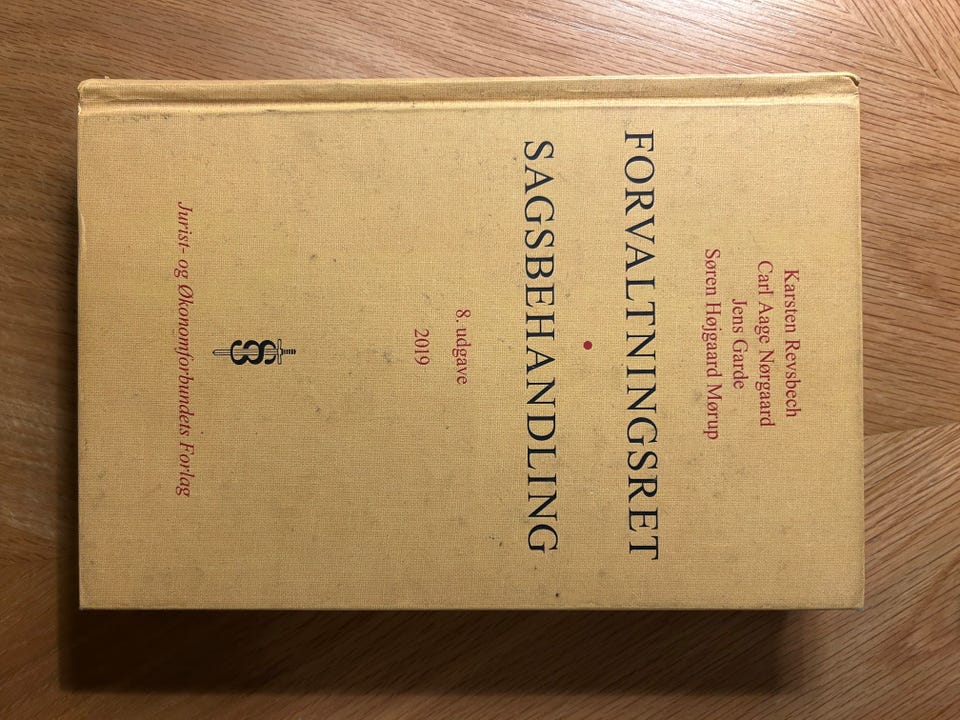 Karsten Revsbech
Carl Aage Nørgaard
Jens Garde
Søren Højgaard Mørup
FORVALTNINGSRET
•
SAGSBEHANDLING
8. udgave
2019
Jurist- og Økonomforbundets Forlag